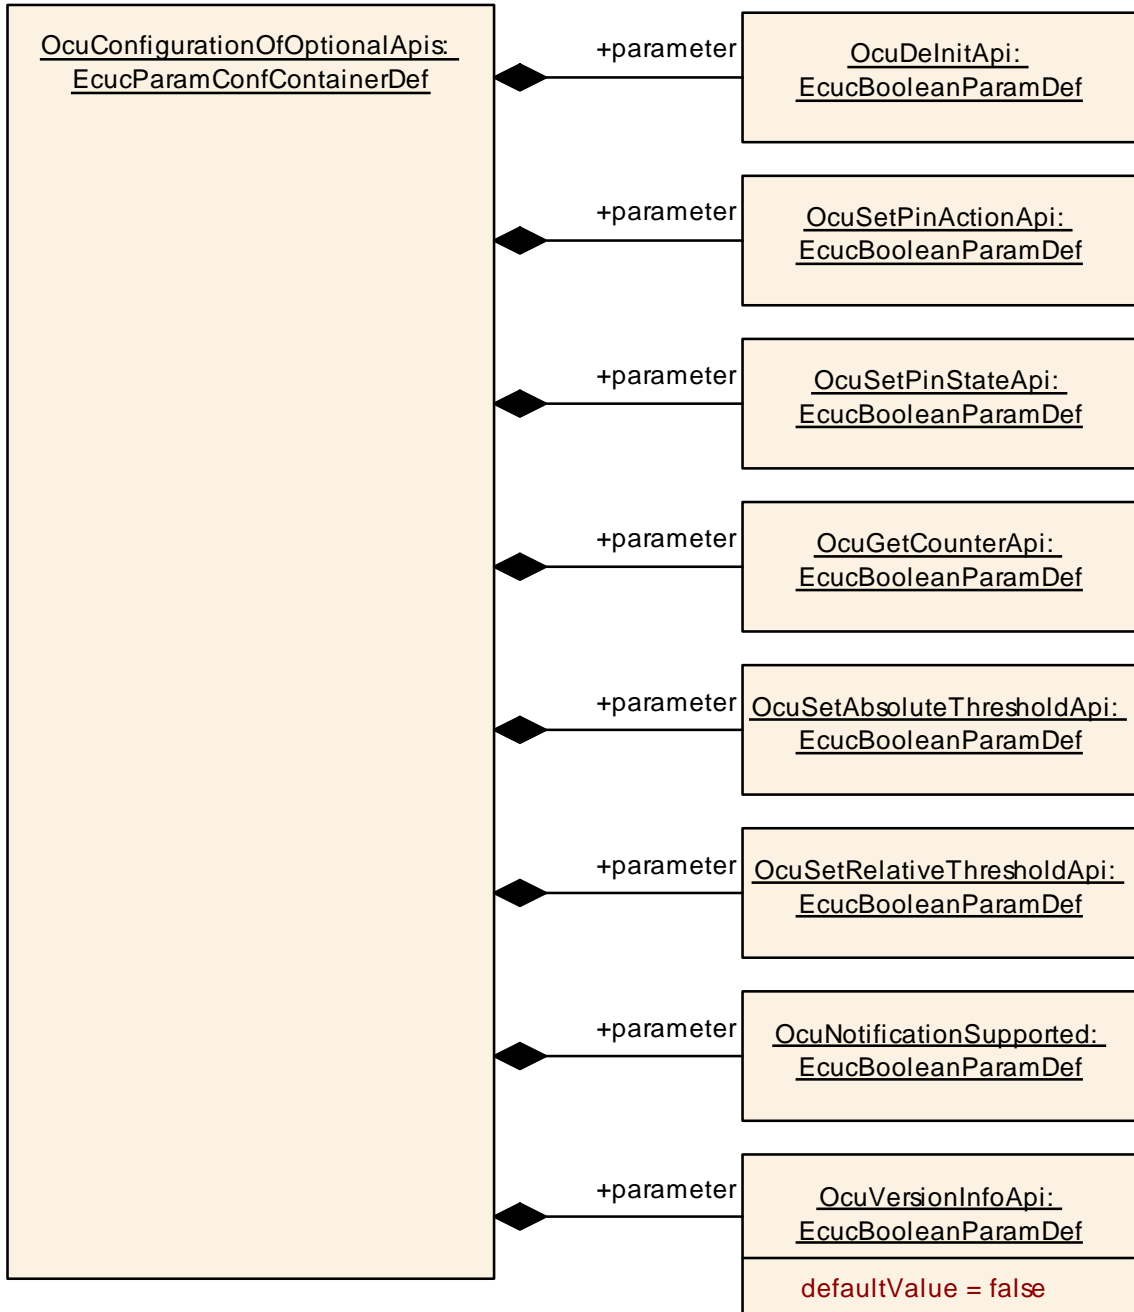 OcuConfigurationOfOptionalApis:
EcucParamConfContainerDef
+parameter
OcuDeInitApi:
EcucBooleanParamDef
+parameter
OcuSetPinActionApi:
EcucBooleanParamDef
+parameter
OcuSetPinStateApi:
EcucBooleanParamDef
+parameter
OcuGetCounterApi:
EcucBooleanParamDef
+parameter
OcuSetAbsoluteThresholdApi:
EcucBooleanParamDef
+parameter
OcuSetRelativeThresholdApi:
EcucBooleanParamDef
+parameter
OcuNotificationSupported:
EcucBooleanParamDef
+parameter
OcuVersionInfoApi:
EcucBooleanParamDef
defaultValue = false